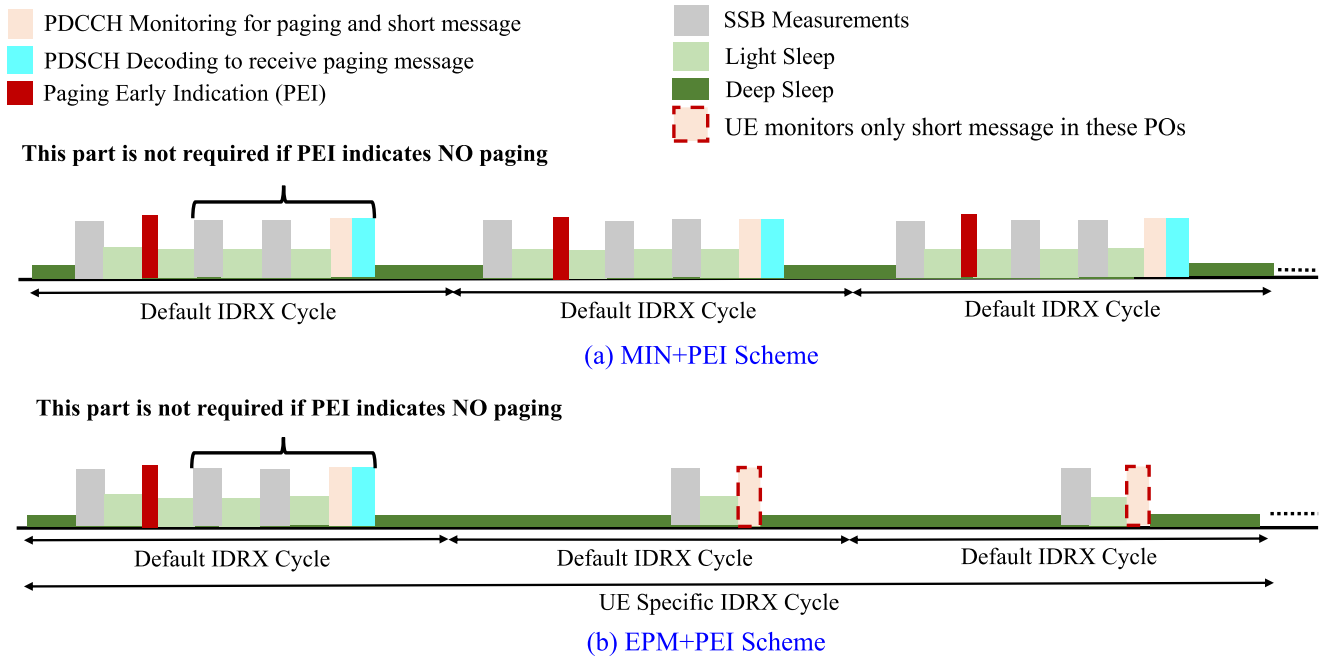 PDCCH Monitoring for paging and short message
PDSCH Decoding to receive paging message
Paging Early Indication (PEI)
SSB Measurements
Light Sleep
Deep Sleep
UE monitors only short message in these POs
This part is not required if PEI indicates NO paging
Default IDRX Cycle
Default IDRX Cycle
Default IDRX Cycle
(a) MIN+PEI Scheme
This part is not required if PEI indicates NO paging
Default IDRX Cycle
Default IDRX Cycle
Default IDRX Cycle
UE Specific IDRX Cycle
(b) EPM+PEI Scheme